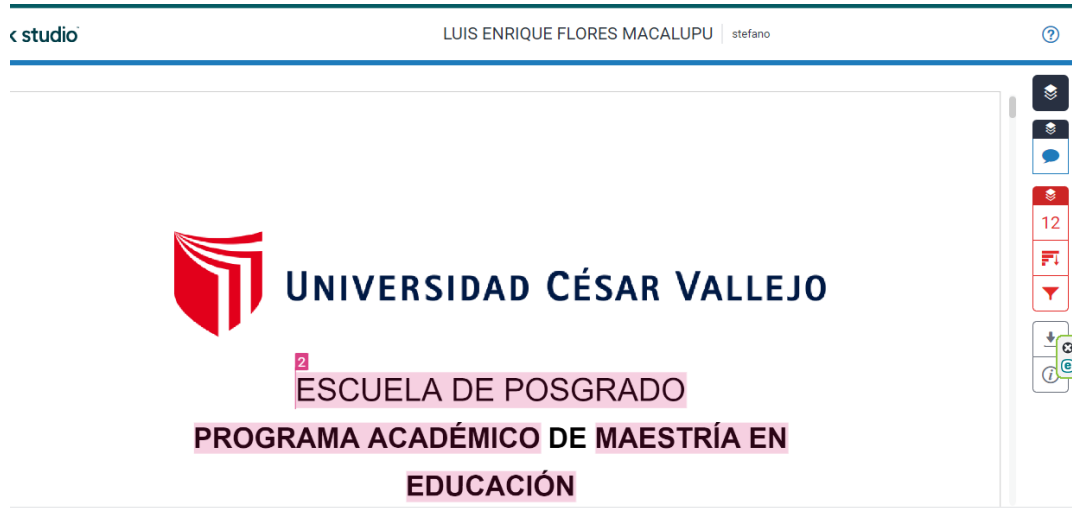 k studio
LUIS ENRIQUE FLORES MACALUPU stefano
12
UNIVERSIDAD CÉSAR VALLEJO
2
ESCUELA DE POSGRADO
PROGRAMA ACADÉMICO DE MAESTRÍA EN
EDUCACIÓN